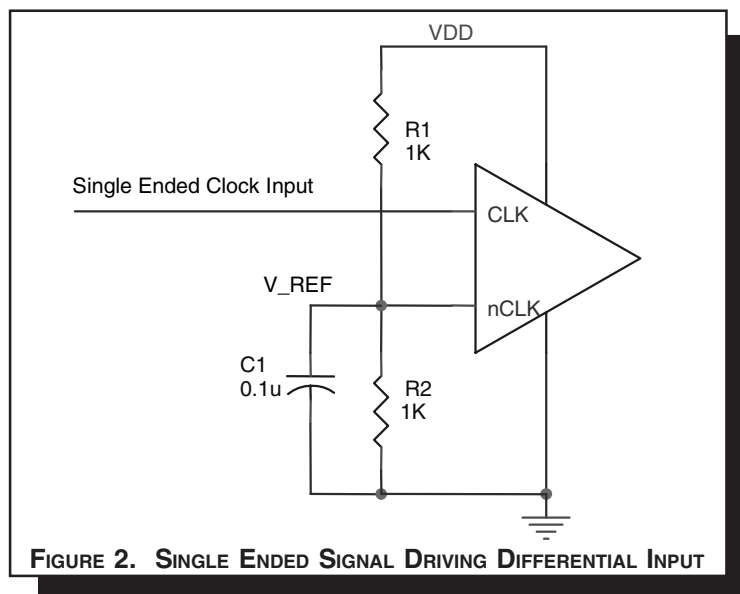 VDD
R1
1K
Single Ended Clock Input
CLK
V_REF
nCLK
C1
0.1u
R2
1K
FIGURE 2. SINGLE ENDED SIGNAL DRIVING DIFFERENTIAL INPUT